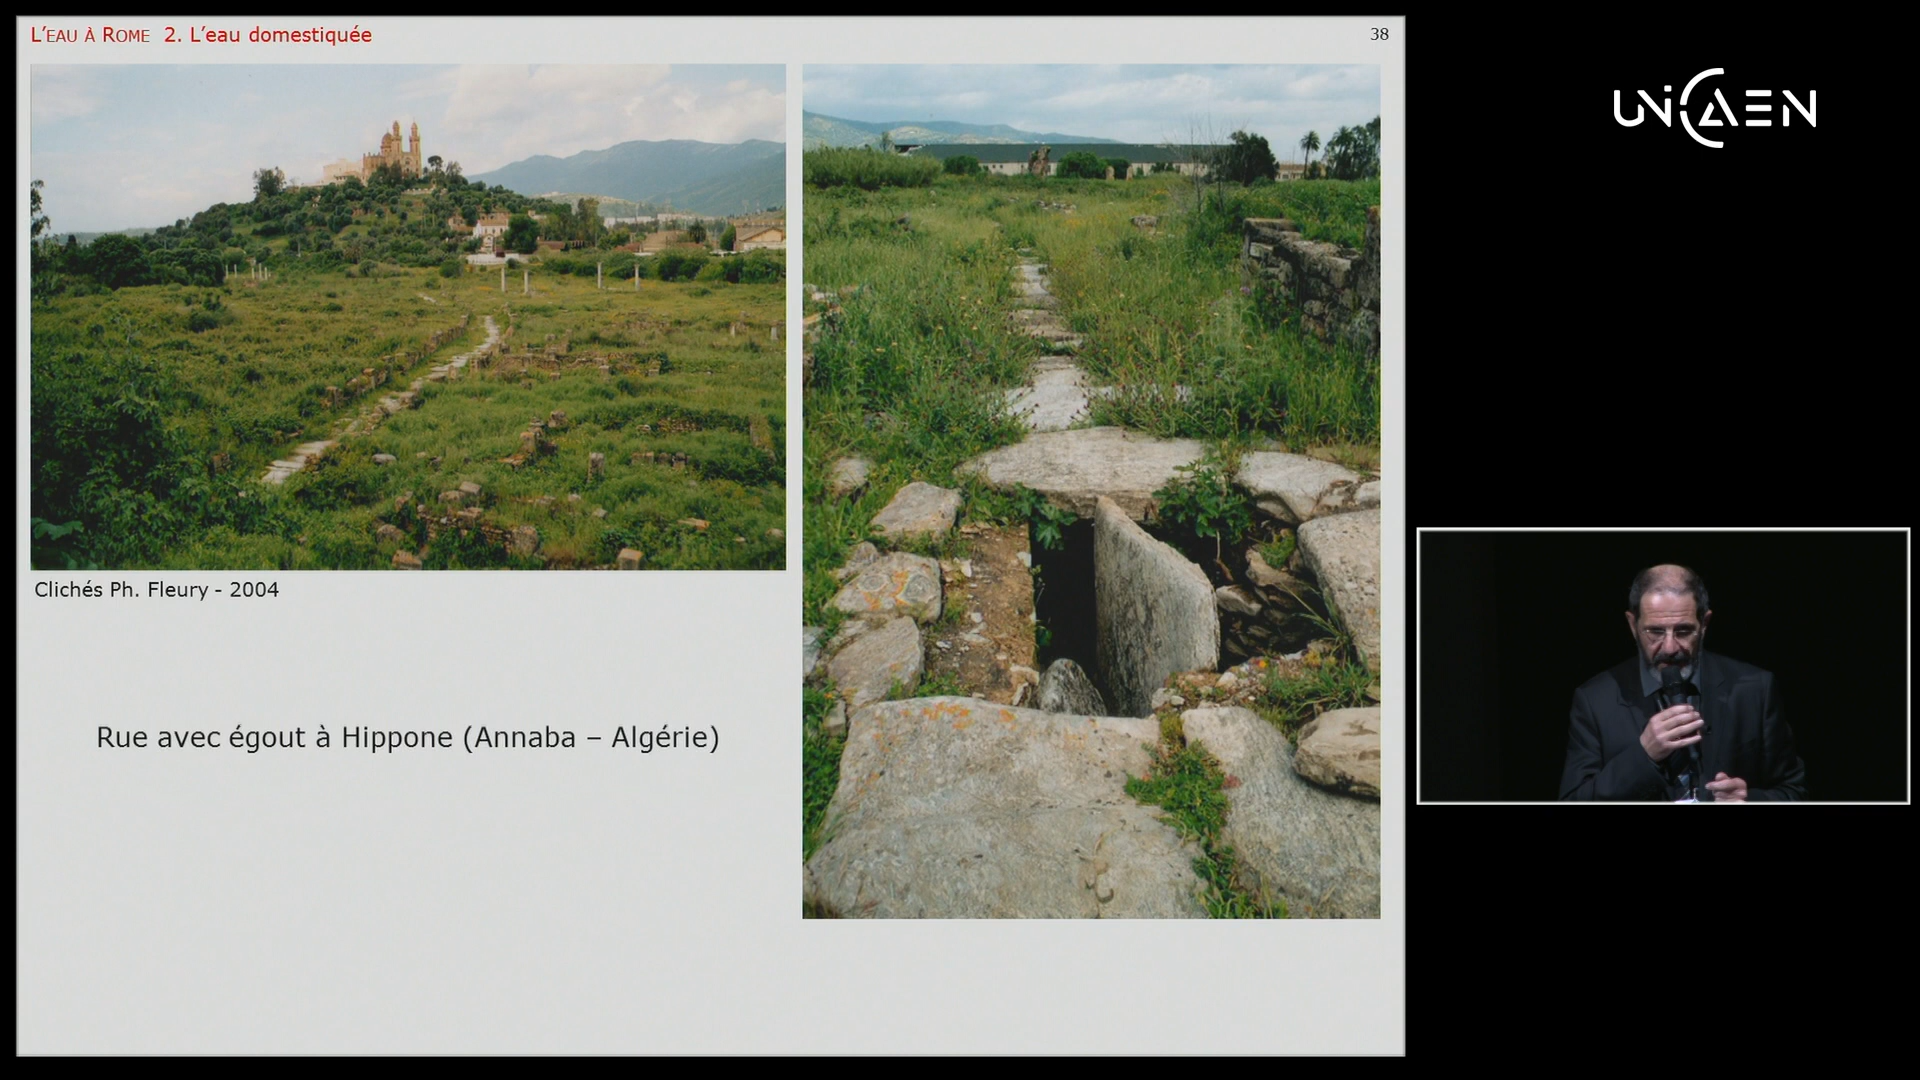 L'EAU À ROME 2. L'eau domestiquée
38
UNICAEN
Clichés Ph. Fleury - 2004
Rue avec égout à Hippone (Annaba – Algérie)